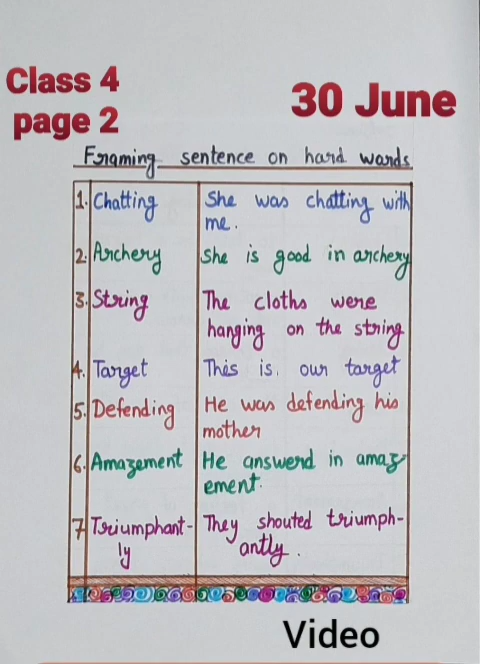 Class 4
page 2
30 June
Framing sentence on hard words
1. Chatting She was chatting with
me.
2. Archery She is good in archery
3. String The cloths were
hanging on the string
4. Target This is. our target
5. Defending He was defending his
mother
6. Amazement He answerd in amaz-
ement.
7 Triumphant- They shouted triumph-
ly antly.
Video